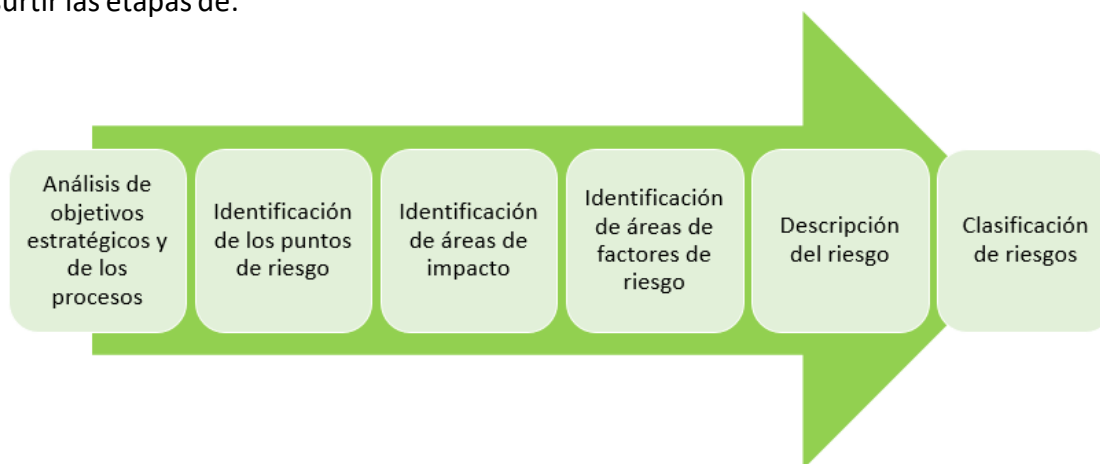 surtir las etapas de:
Análisis de
objetivos
estratégicos y
de los
procesos
Identificación
de los puntos
de riesgo
Identificación
de áreas de
impacto
Identificación
de áreas de
factores de
riesgo
Descripción
del riesgo
Clasificación
de riesgos